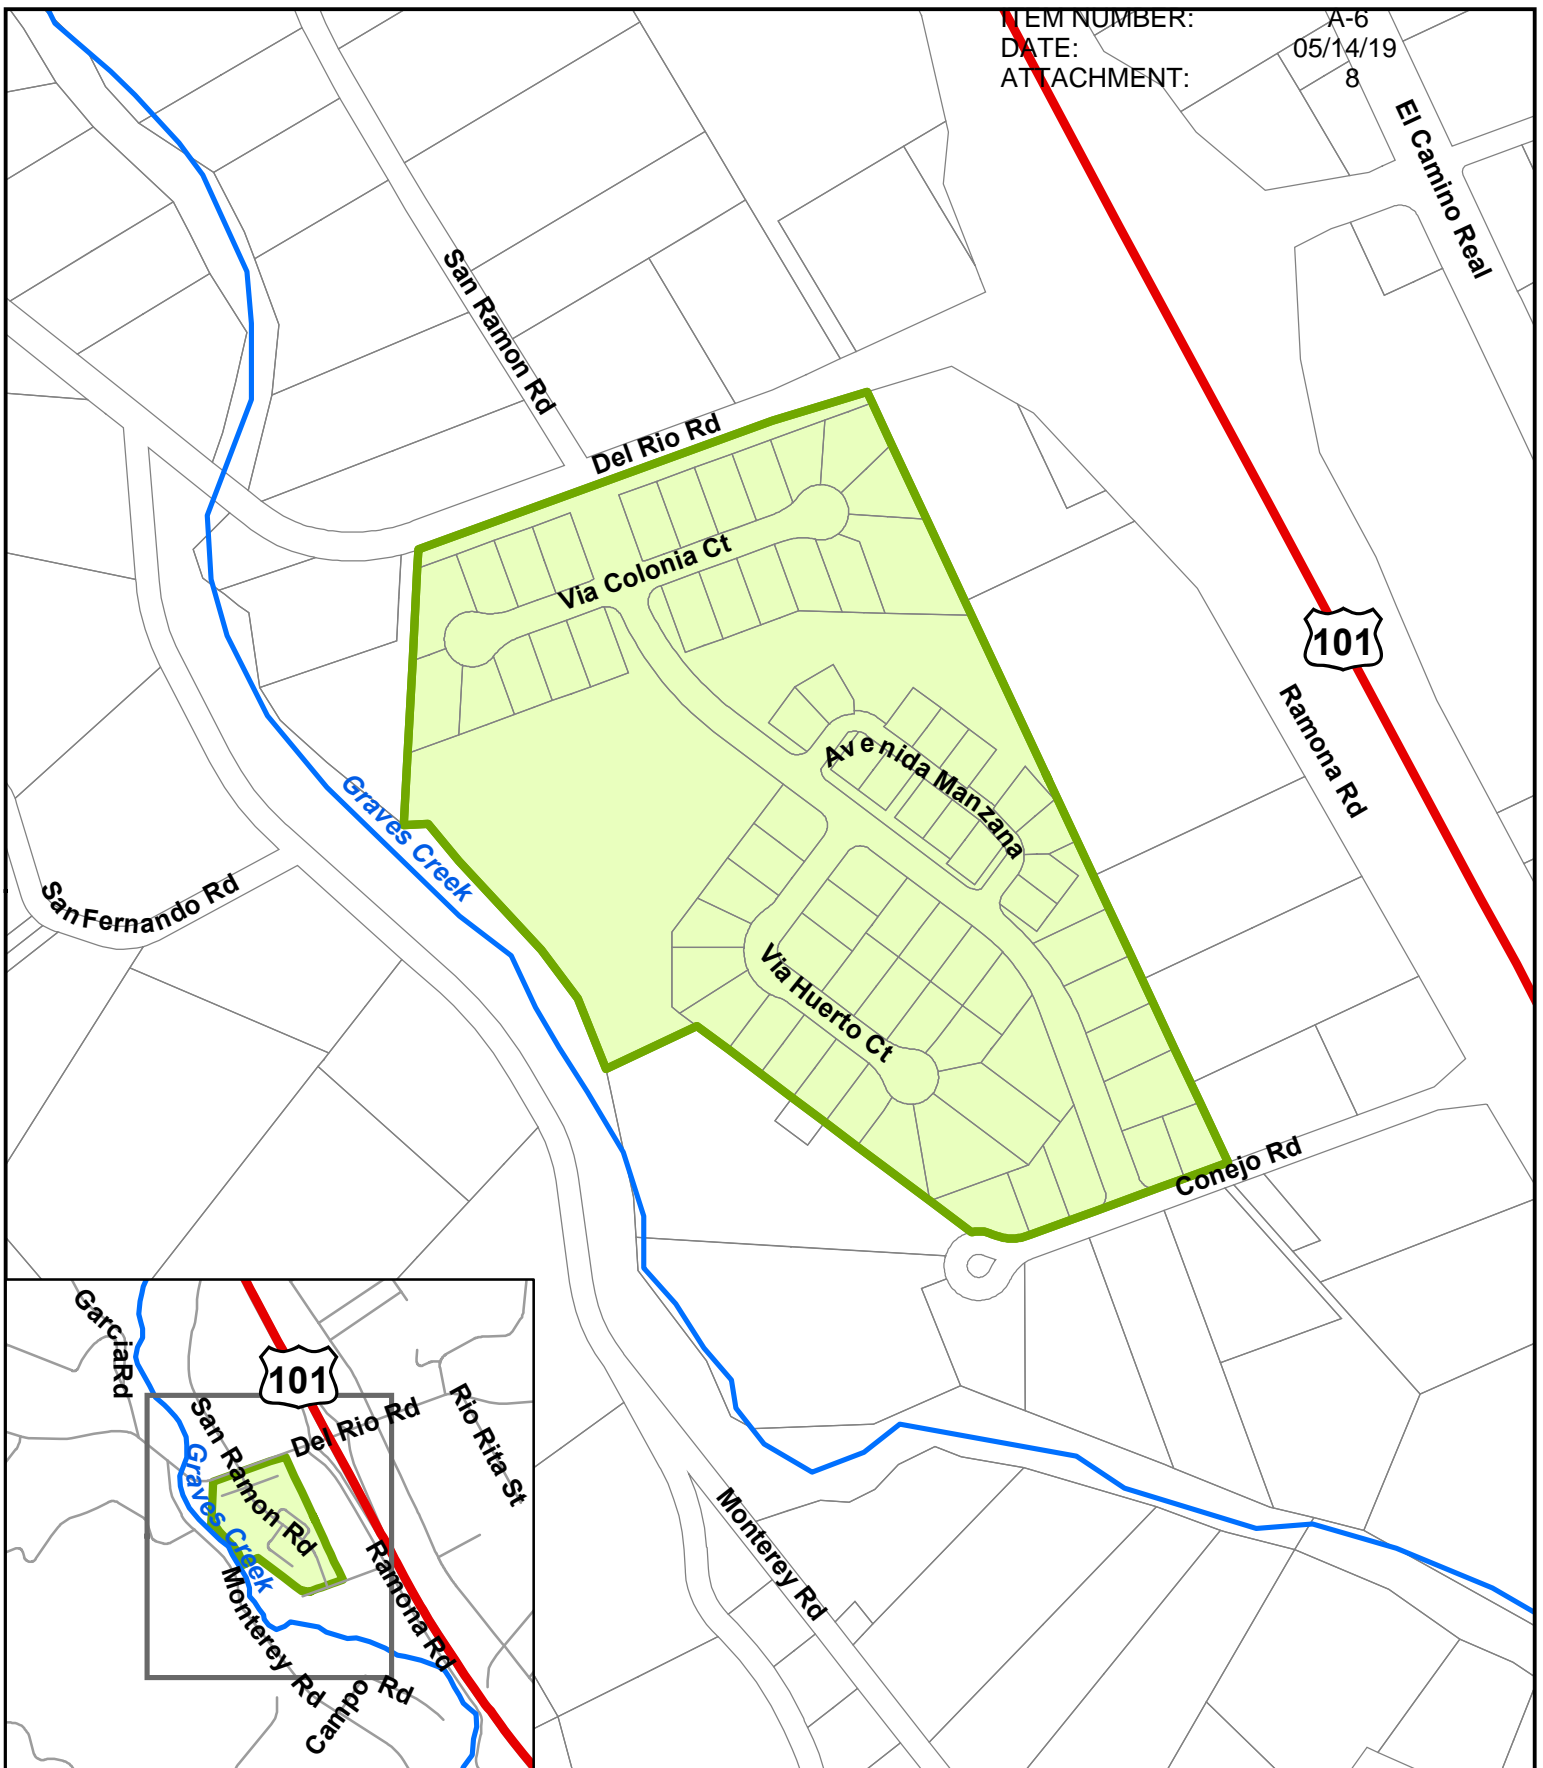 ITEM NUMBER: A-6
DATE: 05/14/19
ATTACHMENT: 8
El Camino Real
San Ramon Rd
Del Rio Rd
Via Colonia Ct
101
Ramona Rd
Avenida Manzana
Graves Creek
San Fernando Rd
Via Huerto Ct
Conejo Rd
Monterey Rd
Garcia Rd
101
San Ramon Rd
Del Rio Rd
Rio Rita St
Graves Creek
Ramona Rd
Monterey Rd
Campo Rd